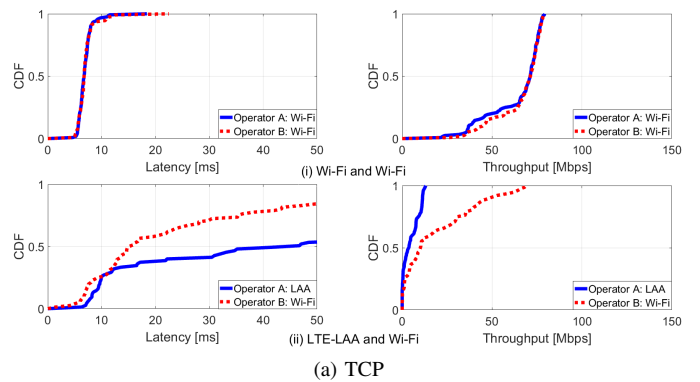 1
0.5
0
CDF
0 10 20 30 40 50
Latency [ms]
Operator A: Wi-Fi
Operator B: Wi-Fi
1
0.5
0
CDF
0 50 100 150
Throughput [Mbps]
Operator A: Wi-Fi
Operator B: Wi-Fi
(i) Wi-Fi and Wi-Fi
1
0.5
0
CDF
0 10 20 30 40 50
Latency [ms]
Operator A: LAA
Operator B: Wi-Fi
1
0.5
0
CDF
0 50 100 150
Throughput [Mbps]
Operator A: LAA
Operator B: Wi-Fi
(ii) LTE-LAA and Wi-Fi
(a) TCP